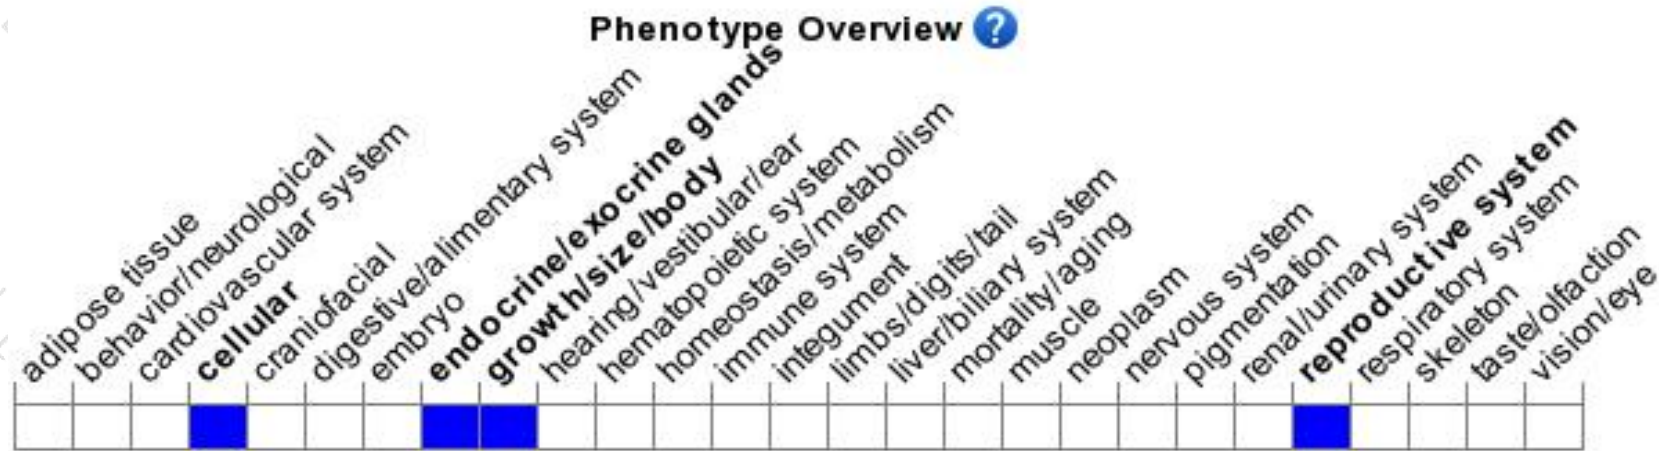 Phenotype Overview ?
adipose tissue
behavior/neurological
cardiovascular system
cellular
craniofacial
digestive/alimentary system
embryo
endocrine/exocrine glands
growth/size/body
hearing/vestibular/ear
hematopoietic system
homeostasis/metabolism
immune system
integument
limbs/digits/tail
liver/biliary system
mortality/aging
muscle
neoplasm
nervous system
pigmentation
renal/urinary system
reproductive system
respiratory system
skeleton
taste/olfaction
vision/eye